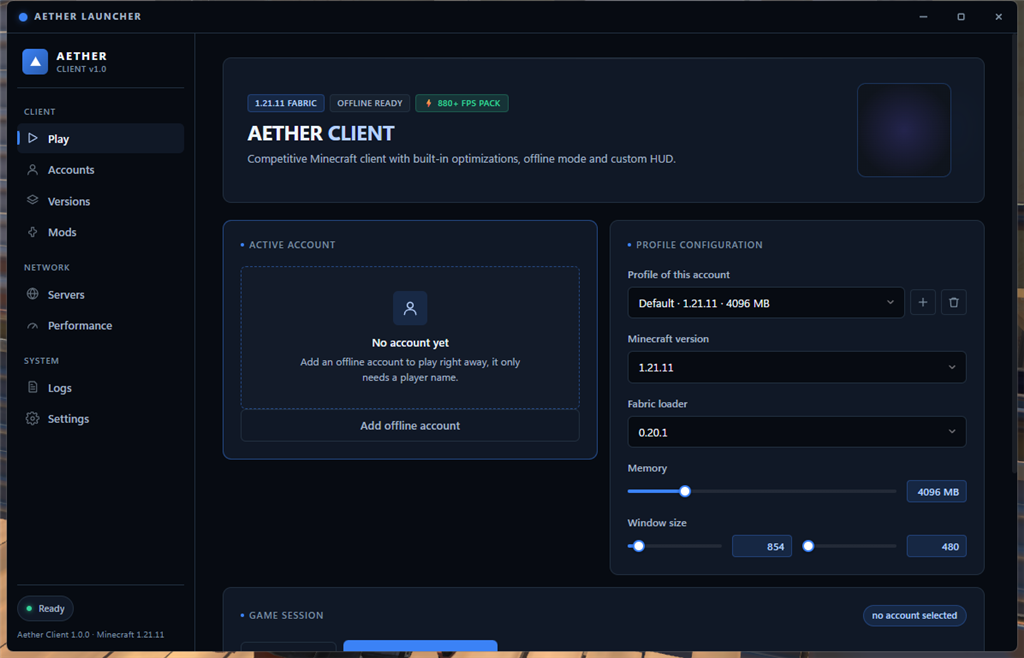 AETHER LAUNCHER
AETHER
CLIENT v1.0
CLIENT
Play
Accounts
Versions
Mods
NETWORK
Servers
Performance
SYSTEM
Logs
Settings
Ready
Aether Client 1.0.0 · Minecraft 1.21.11
1.21.11 FABRIC
OFFLINE READY
880+ FPS PACK
AETHER CLIENT
Competitive Minecraft client with built-in optimizations, offline mode and custom HUD.
ACTIVE ACCOUNT
No account yet
Add an offline account to play right away, it only
needs a player name.
Add offline account
PROFILE CONFIGURATION
Profile of this account
Default · 1.21.11 · 4096 MB
Minecraft version
1.21.11
Fabric loader
0.20.1
Memory
4096 MB
Window size
854
480
GAME SESSION
no account selected